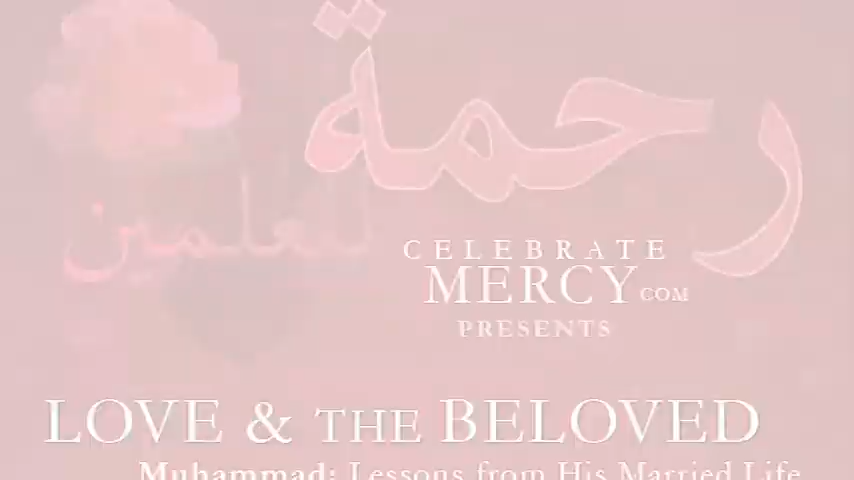 رحمة
للعلمين
CELEBRATE
MERCY.COM
PRESENTS
LOVE & THE BELOVED
Muhammad: Lessons from His Married Life